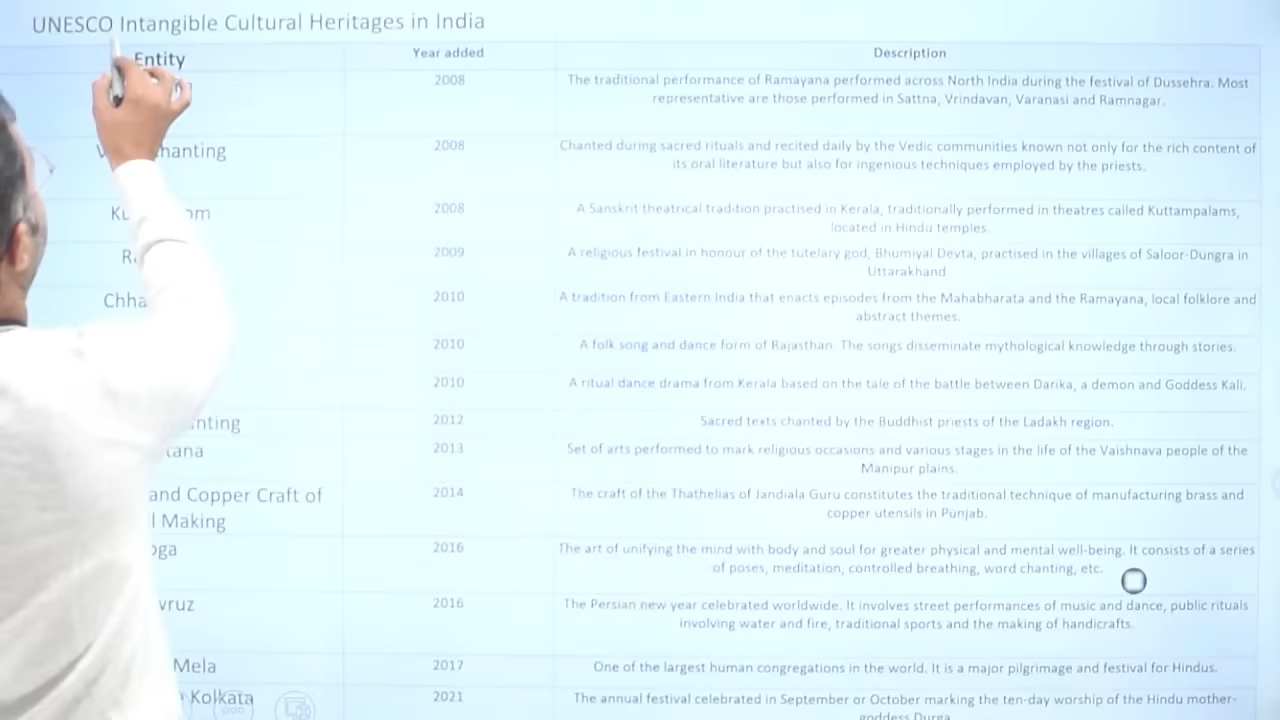 UNESCO Intangible Cultural Heritages in India
Entity Year added Description
2008 The traditional performance of Ramayana performed across North India during the festival of Dussehra. Most
representative are those performed in Sattna, Vrindavan, Varanasi and Ramnagar.
hanting 2008 Chanted during sacred rituals and recited daily by the Vedic communities known not only for the rich content of
its oral literature but also for ingenious techniques employed by the priests.
Ku om 2008 A Sanskrit theatrical tradition practised in Kerala, traditionally performed in theatres called Kuttampalams,
located in Hindu temples.
Ra 2009 A religious festival in honour of the tutelary god, Bhumiyal Devta, practised in the villages of Saloor-Dungra in
Uttarakhand
Chha 2010 A tradition from Eastern India that enacts episodes from the Mahabharata and the Ramayana, local folklore and
abstract themes.
2010 A folk song and dance form of Rajasthan. The songs disseminate mythological knowledge through stories.
2010 A ritual dance drama from Kerala based on the tale of the battle between Darika, a demon and Goddess Kali.
nting 2012 Sacred texts chanted by the Buddhist priests of the Ladakh region.
tana 2013 Set of arts performed to mark religious occasions and various stages in the life of the Vaishnava people of the
Manipur plains.
and Copper Craft of 2014 The craft of the Thathelias of Jandiala Guru constitutes the traditional technique of manufacturing brass and
l Making copper utensils in Punjab.
oga 2016 The art of unifying the mind with body and soul for greater physical and mental well-being. It consists of a series
of poses, meditation, controlled breathing, word chanting, etc.
vruz 2016 The Persian new year celebrated worldwide. It involves street performances of music and dance, public rituals
involving water and fire, traditional sports and the making of handicrafts.
Mela 2017 One of the largest human congregations in the world. It is a major pilgrimage and festival for Hindus.
Kolkata 2021 The annual festival celebrated in September or October marking the ten-day worship of the Hindu mother-
goddess Durga